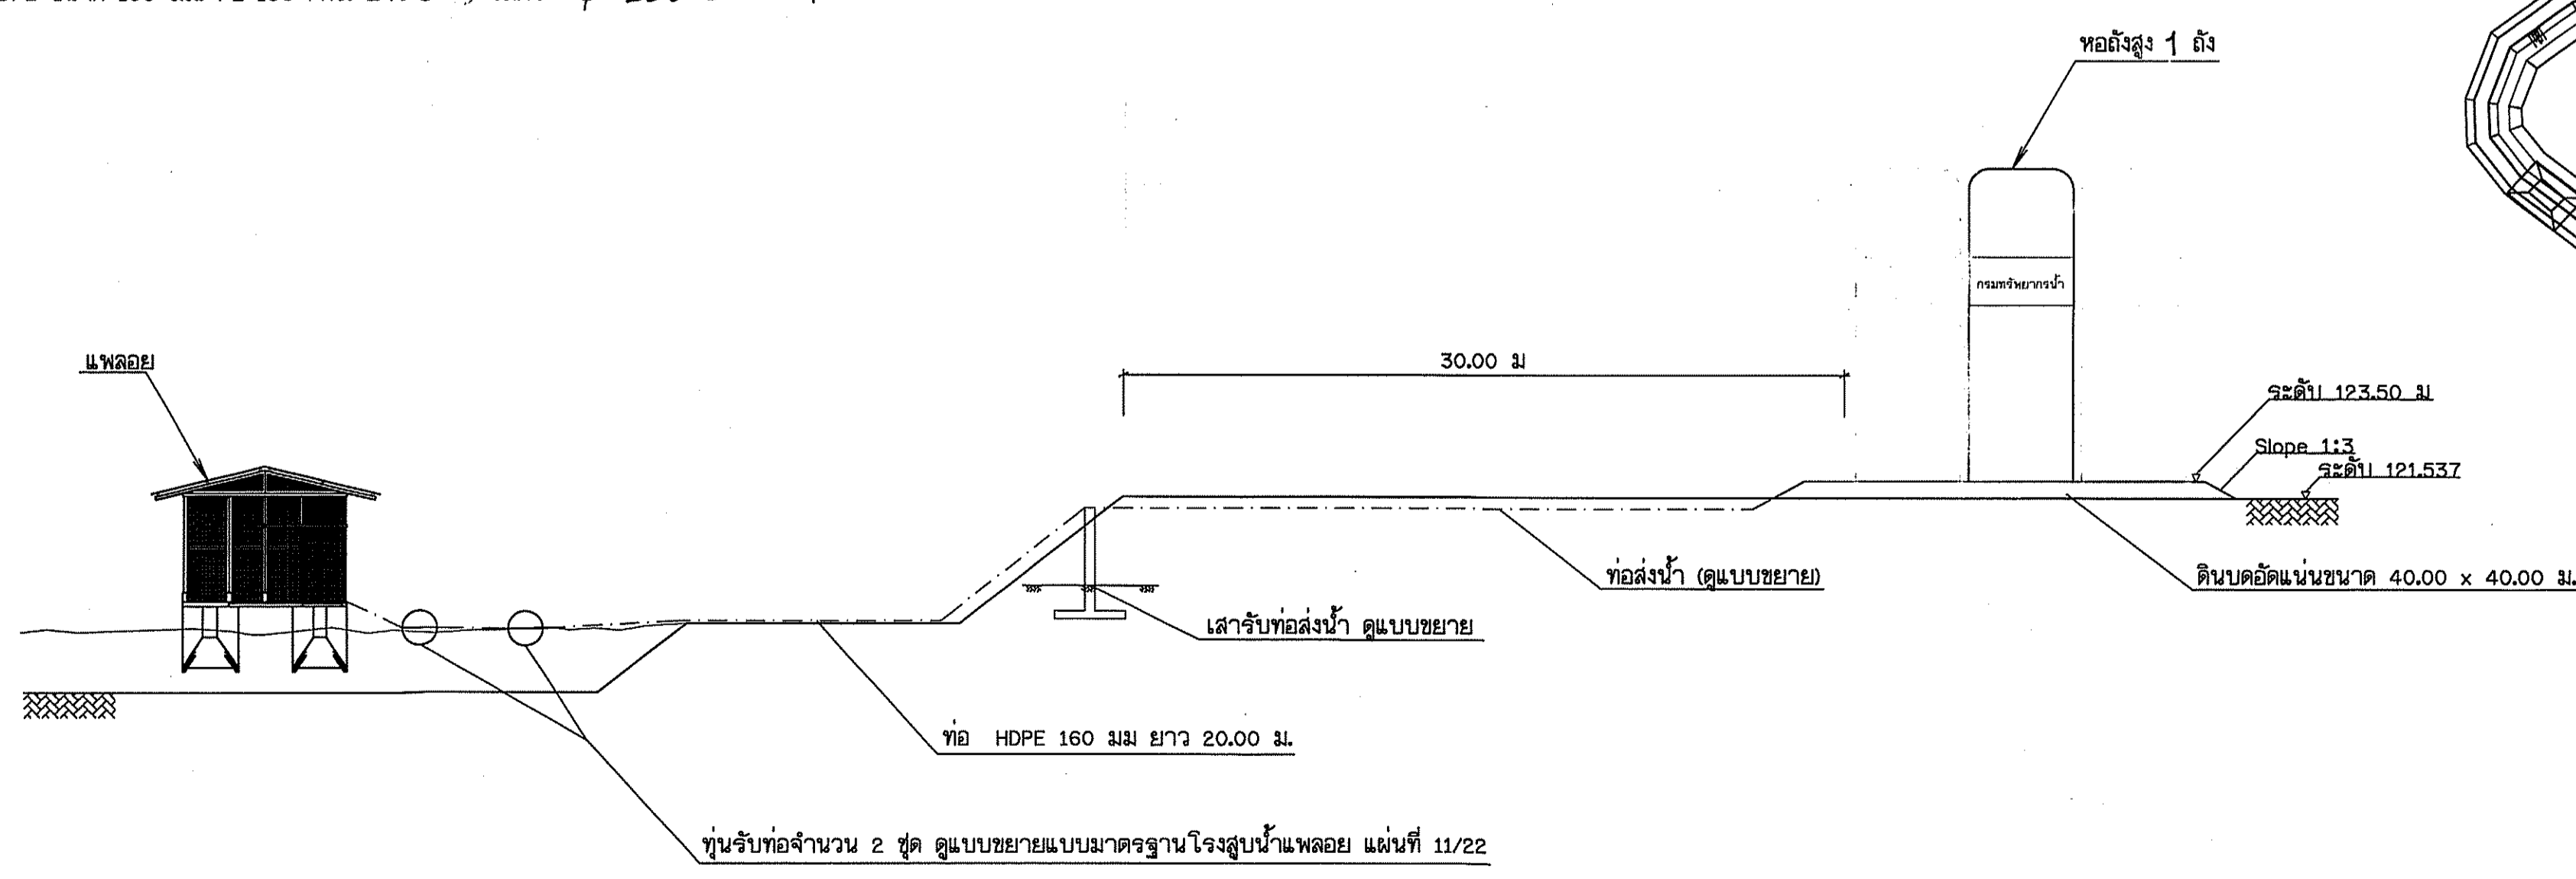 หอถังสูง 1 ถัง
กรมทรัพยากรน้ำ
แพลอย
30.00 ม
ระดับ 123.50 ม
Slope 1:3
ระดับ 121.537
ท่อส่งน้ำ (ดูแบบขยาย)
ดินบดอัดแน่นขนาด 40.00 x 40.00 ม.
เสารับท่อส่งน้ำ ดูแบบขยาย
ท่อ HDPE 160 มม ยาว 20.00 ม.
ทุ่นรับท่อจำนวน 2 ชุด ดูแบบขยายแบบมาตรฐานโรงสูบน้ำแพลอย แผ่นที่ 11/22